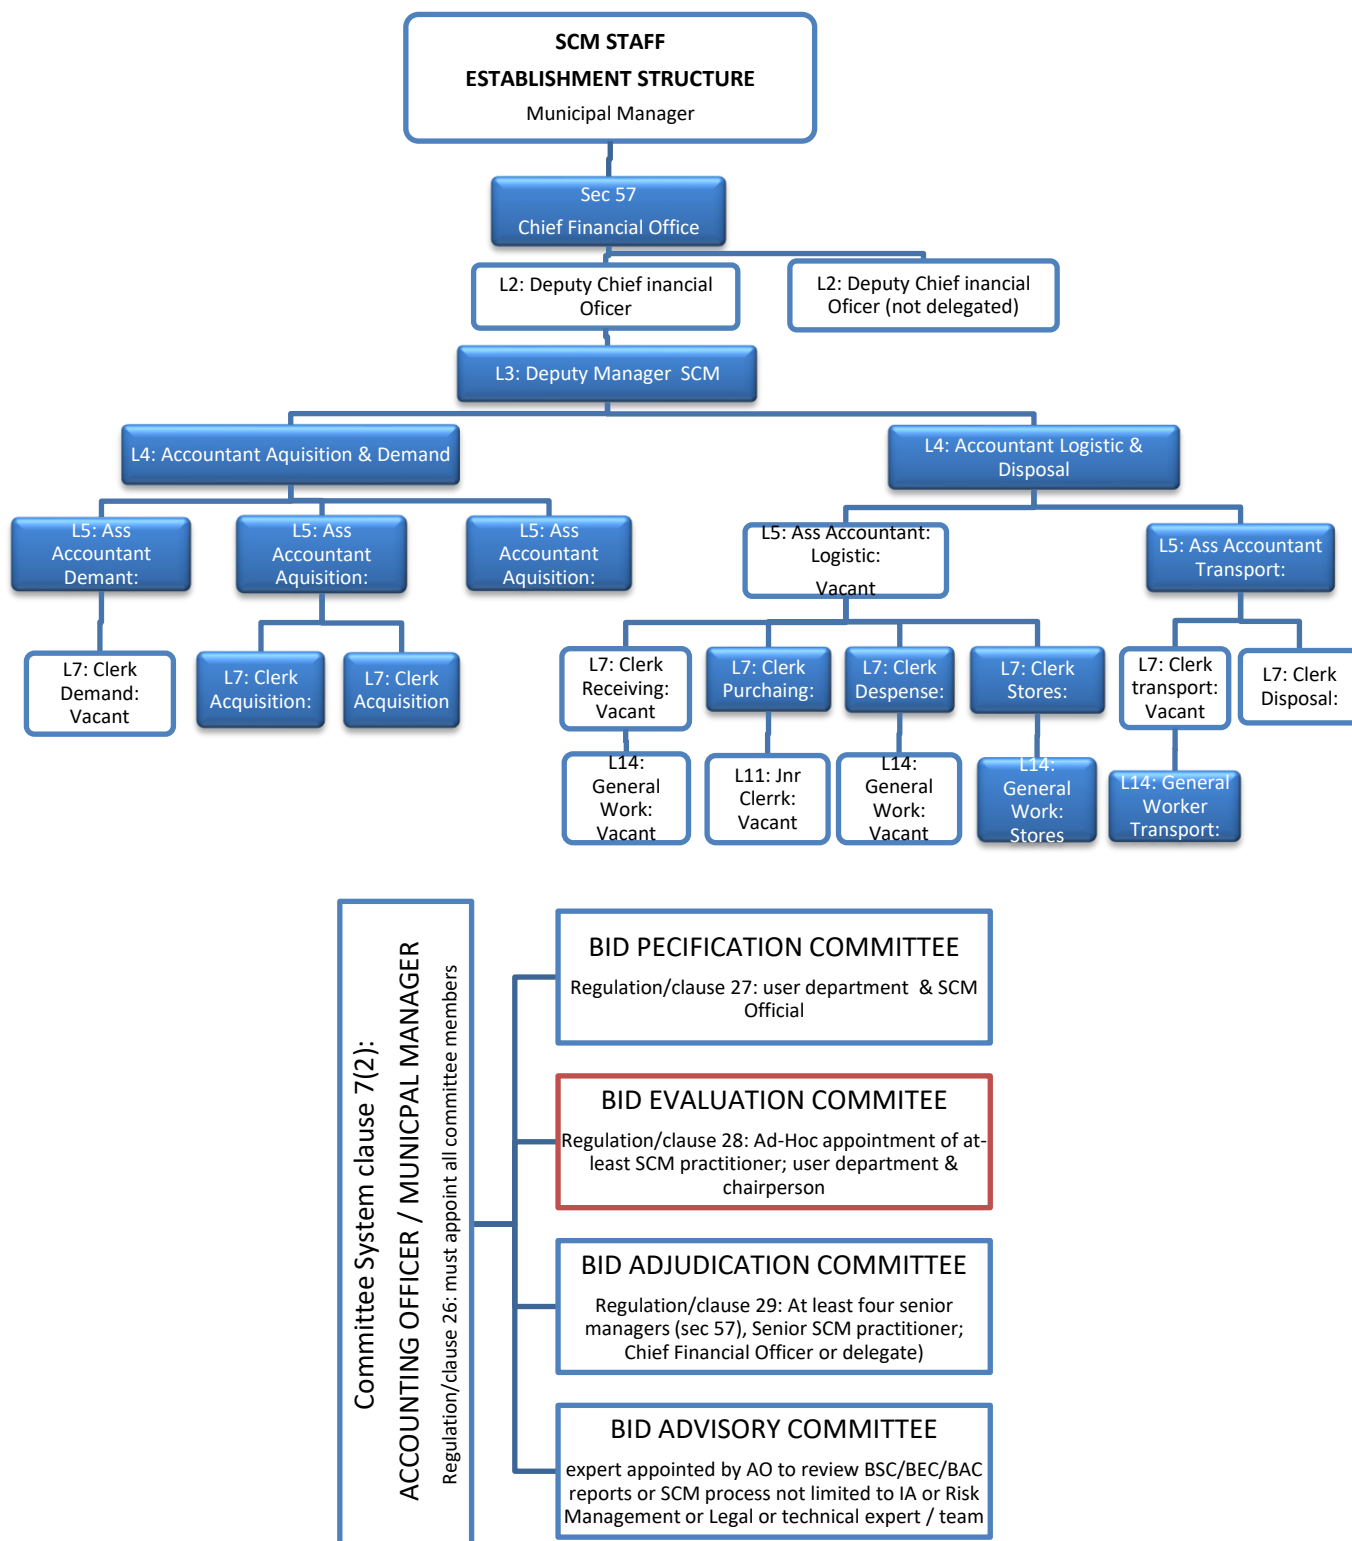 SCM STAFF
ESTABLISHMENT STRUCTURE
Municipal Manager
Sec 57
Chief Financial Office
L2: Deputy Chief inancial
Oficer
L2: Deputy Chief inancial
Oficer (not delegated)
L3: Deputy Manager SCM
L4: Accountant Aquisition & Demand
L4: Accountant Logistic &
Disposal
L5: Ass
Accountant
Demant:
L5: Ass
Accountant
Aquisition:
L5: Ass
Accountant
Aquisition:
L5: Ass Accountant:
Logistic:
Vacant
L5: Ass Accountant
Transport:
L7: Clerk
Demand:
Vacant
L7: Clerk
Acquisition:
L7: Clerk
Acquisition
L7: Clerk
Receiving:
Vacant
L7: Clerk
Purchaing:
L7: Clerk
Despense:
L7: Clerk
Stores:
L7: Clerk
transport:
Vacant
L7: Clerk
Disposal:
L14:
General
Work:
Vacant
L11: Jnr
Clerrk:
Vacant
L14:
General
Work:
Vacant
L14:
General
Work:
Stores
L14: General
Worker
Transport:
Committee System clause 7(2):
ACCOUNTING OFFICER / MUNICPAL MANAGER
Regulation/clause 26: must appoint all committee members
BID PECIFICATION COMMITTEE
Regulation/clause 27: user department & SCM
Official
BID EVALUATION COMMITEE
Regulation/clause 28: Ad-Hoc appointment of at-
least SCM practitioner; user department &
chairperson
BID ADJUDICATION COMMITTEE
Regulation/clause 29: At least four senior
managers (sec 57), Senior SCM practitioner;
Chief Financial Officer or delegate)
BID ADVISORY COMMITTEE
expert appointed by AO to review BSC/BEC/BAC
reports or SCM process not limited to IA or Risk
Management or Legal or technical expert / team